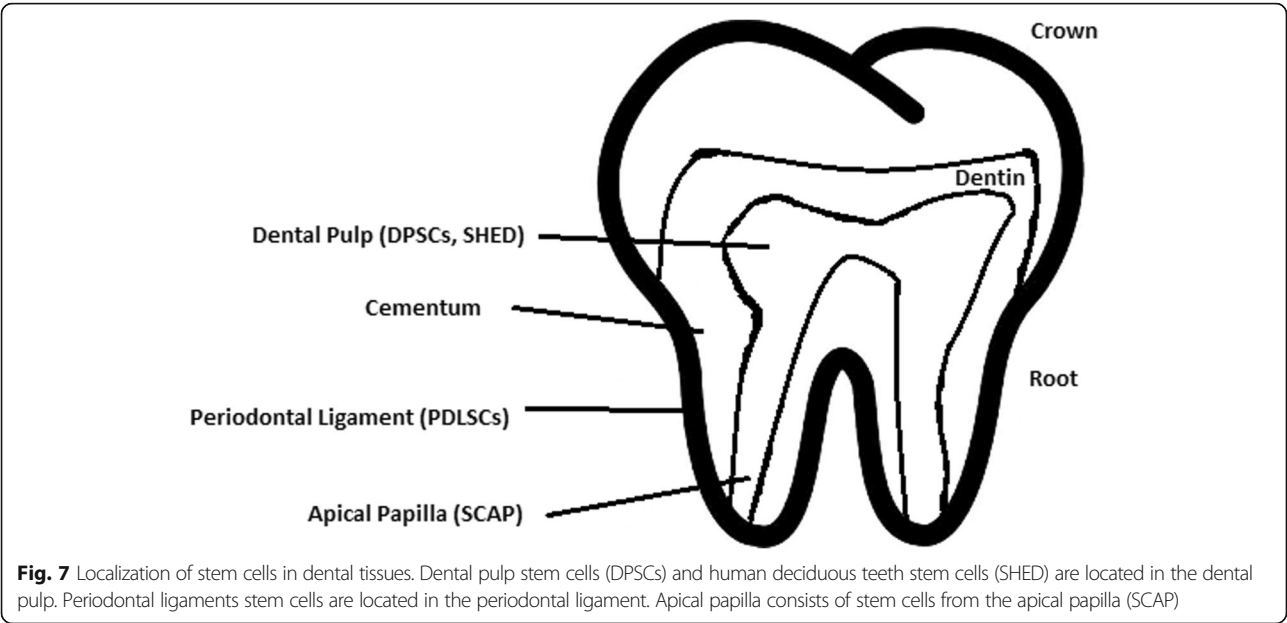 Crown
Dentin
Dental Pulp (DPSCs, SHED)
Cementum
Root
Periodontal Ligament (PDLSCs)
Apical Papilla (SCAP)
Fig. 7 Localization of stem cells in dental tissues. Dental pulp stem cells (DPSCs) and human deciduous teeth stem cells (SHED) are located in the dental
pulp. Periodontal ligaments stem cells are located in the periodontal ligament. Apical papilla consists of stem cells from the apical papilla (SCAP)